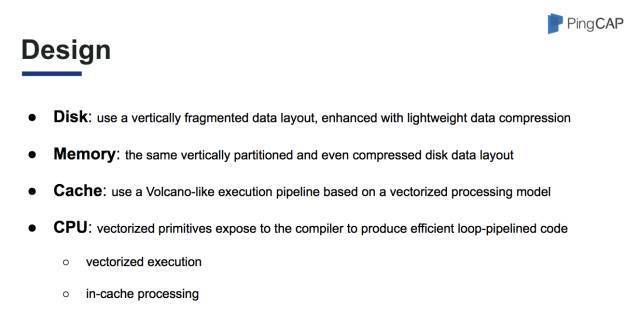 PingCAP
Design
● Disk: use a vertically fragmented data layout, enhanced with lightweight data compression
● Memory: the same vertically partitioned and even compressed disk data layout
● Cache: use a Volcano-like execution pipeline based on a vectorized processing model
● CPU: vectorized primitives expose to the compiler to produce efficient loop-pipelined code
○ vectorized execution
○ in-cache processing